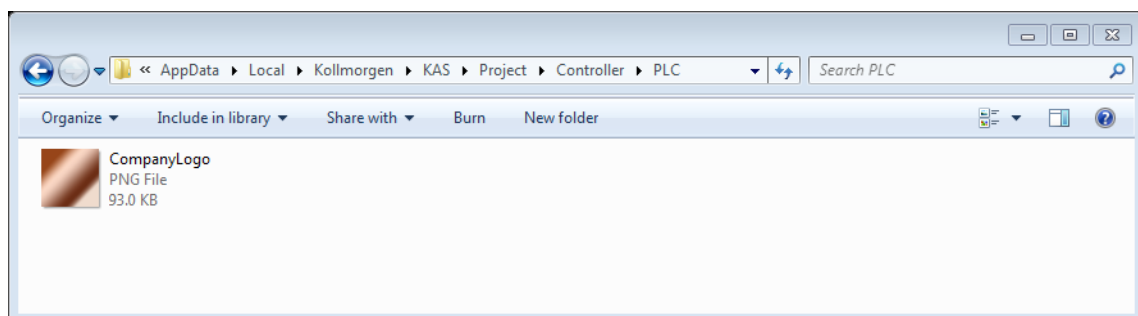 « AppData ▸ Local ▸ Kollmorgen ▸ KAS ▸ Project ▸ Controller ▸ PLC Search PLC
Organize Include in library Share with Burn New folder
CompanyLogo
PNG File
93.0 KB